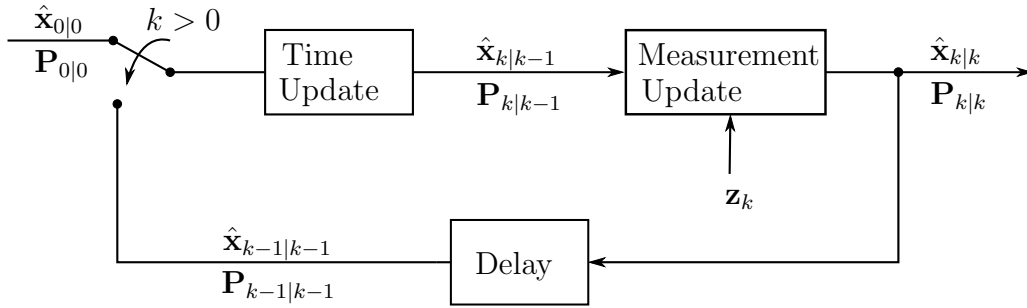 x̂₀|₀
P₀|₀
k > 0
Time
Update
x̂ₖ|ₖ₋₁
Pₖ|ₖ₋₁
Measurement
Update
zₖ
x̂ₖ|ₖ
Pₖ|ₖ
x̂ₖ₋₁|ₖ₋₁
Pₖ₋₁|ₖ₋₁
Delay